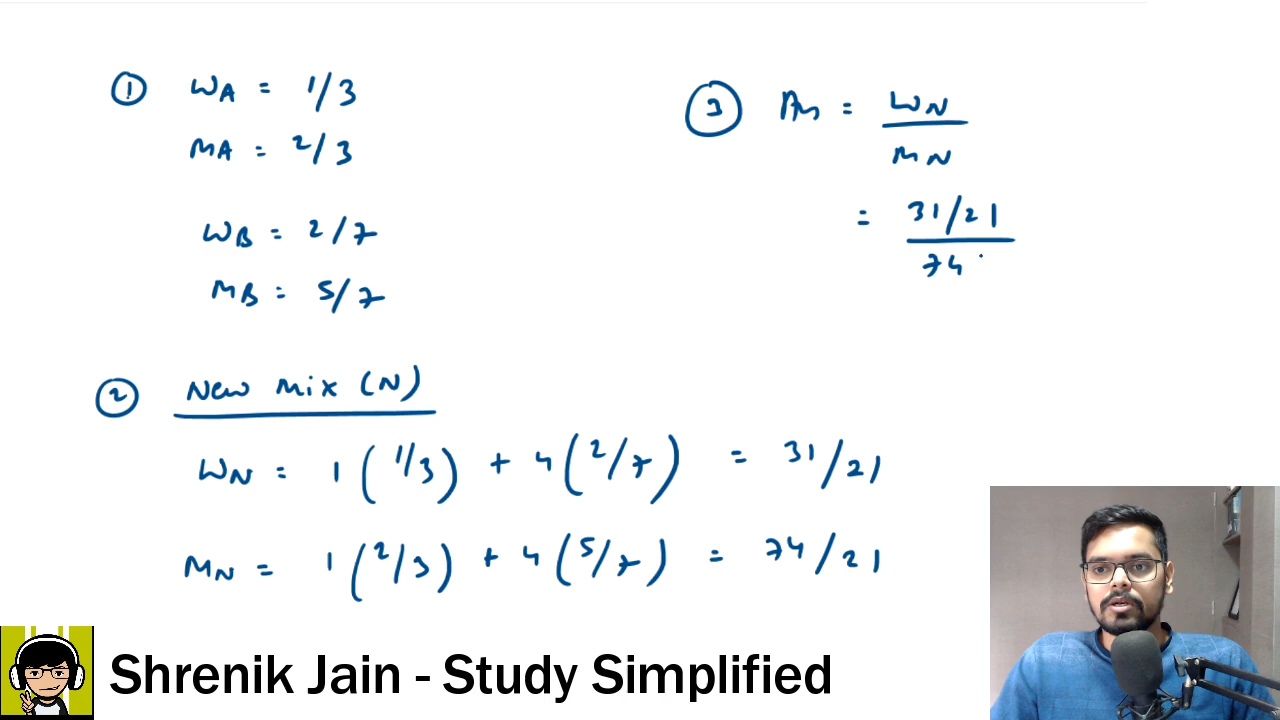 ① WA = 1/3
MA = 2/3
WB = 2/7
MB = 5/7
② New Mix (N)
WN = 1 (1/3) + 4 (2/7) = 31/21
MN = 1 (2/3) + 4 (5/7) = 74/21
③ Ans = WN
MN
= 31/21
74
Shrenik Jain - Study Simplified